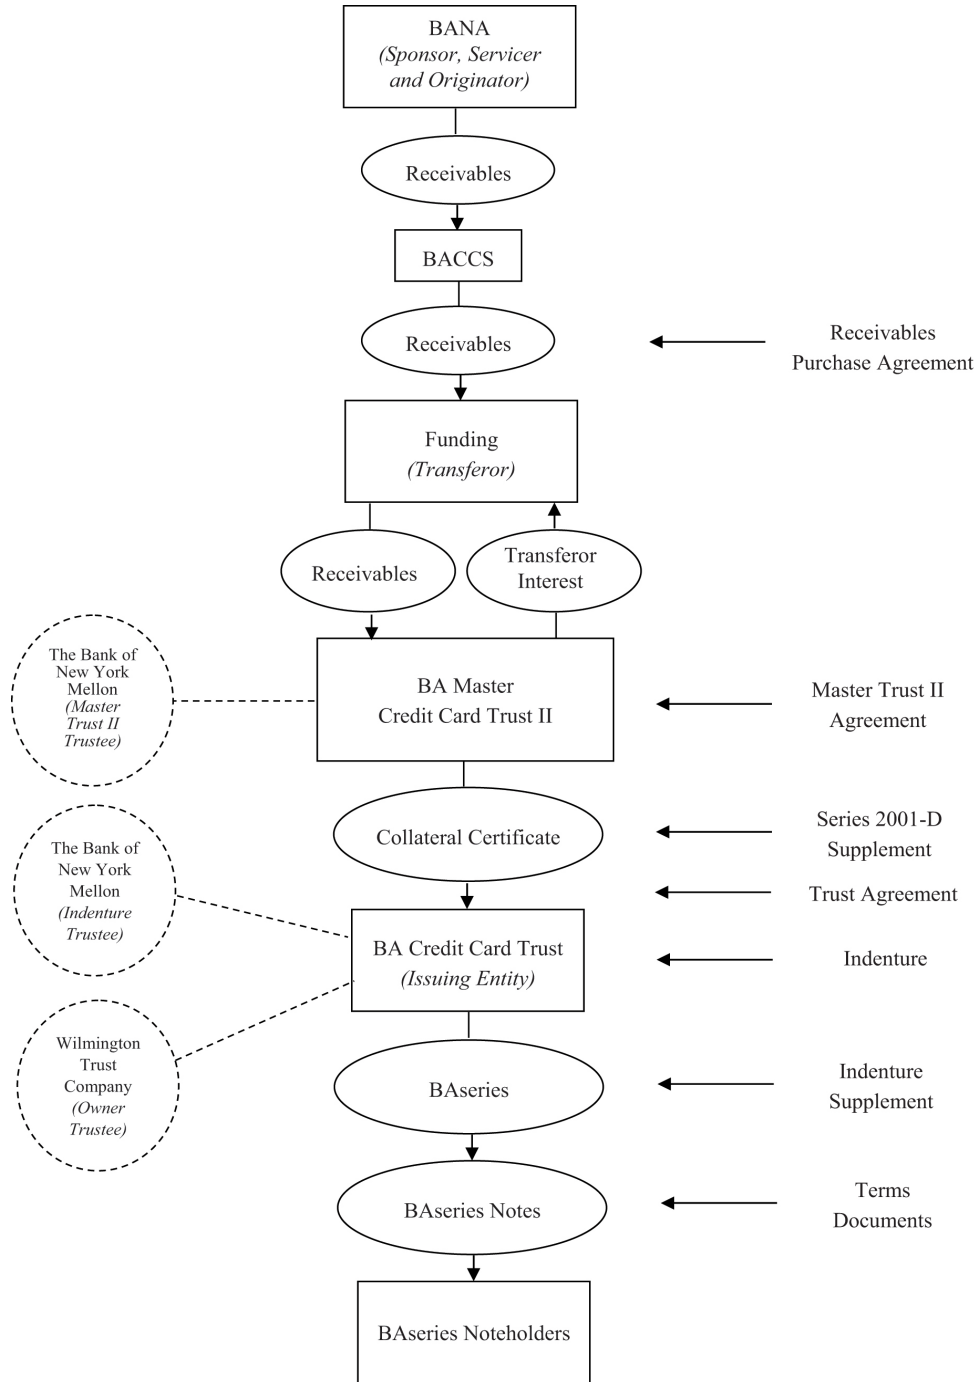 BANA
(Sponsor, Servicer
and Originator)
Receivables
BACCS
Receivables
Receivables
Purchase Agreement
Funding
(Transferor)
Receivables
Transferor
Interest
The Bank of
New York
Mellon
(Master
Trust II
Trustee)
BA Master
Credit Card Trust II
Master Trust II
Agreement
Collateral Certificate
Series 2001-D
Supplement
The Bank of
New York
Mellon
(Indenture
Trustee)
Trust Agreement
BA Credit Card Trust
(Issuing Entity)
Indenture
Wilmington
Trust
Company
(Owner
Trustee)
BAseries
Indenture
Supplement
BAseries Notes
Terms
Documents
BAseries Noteholders